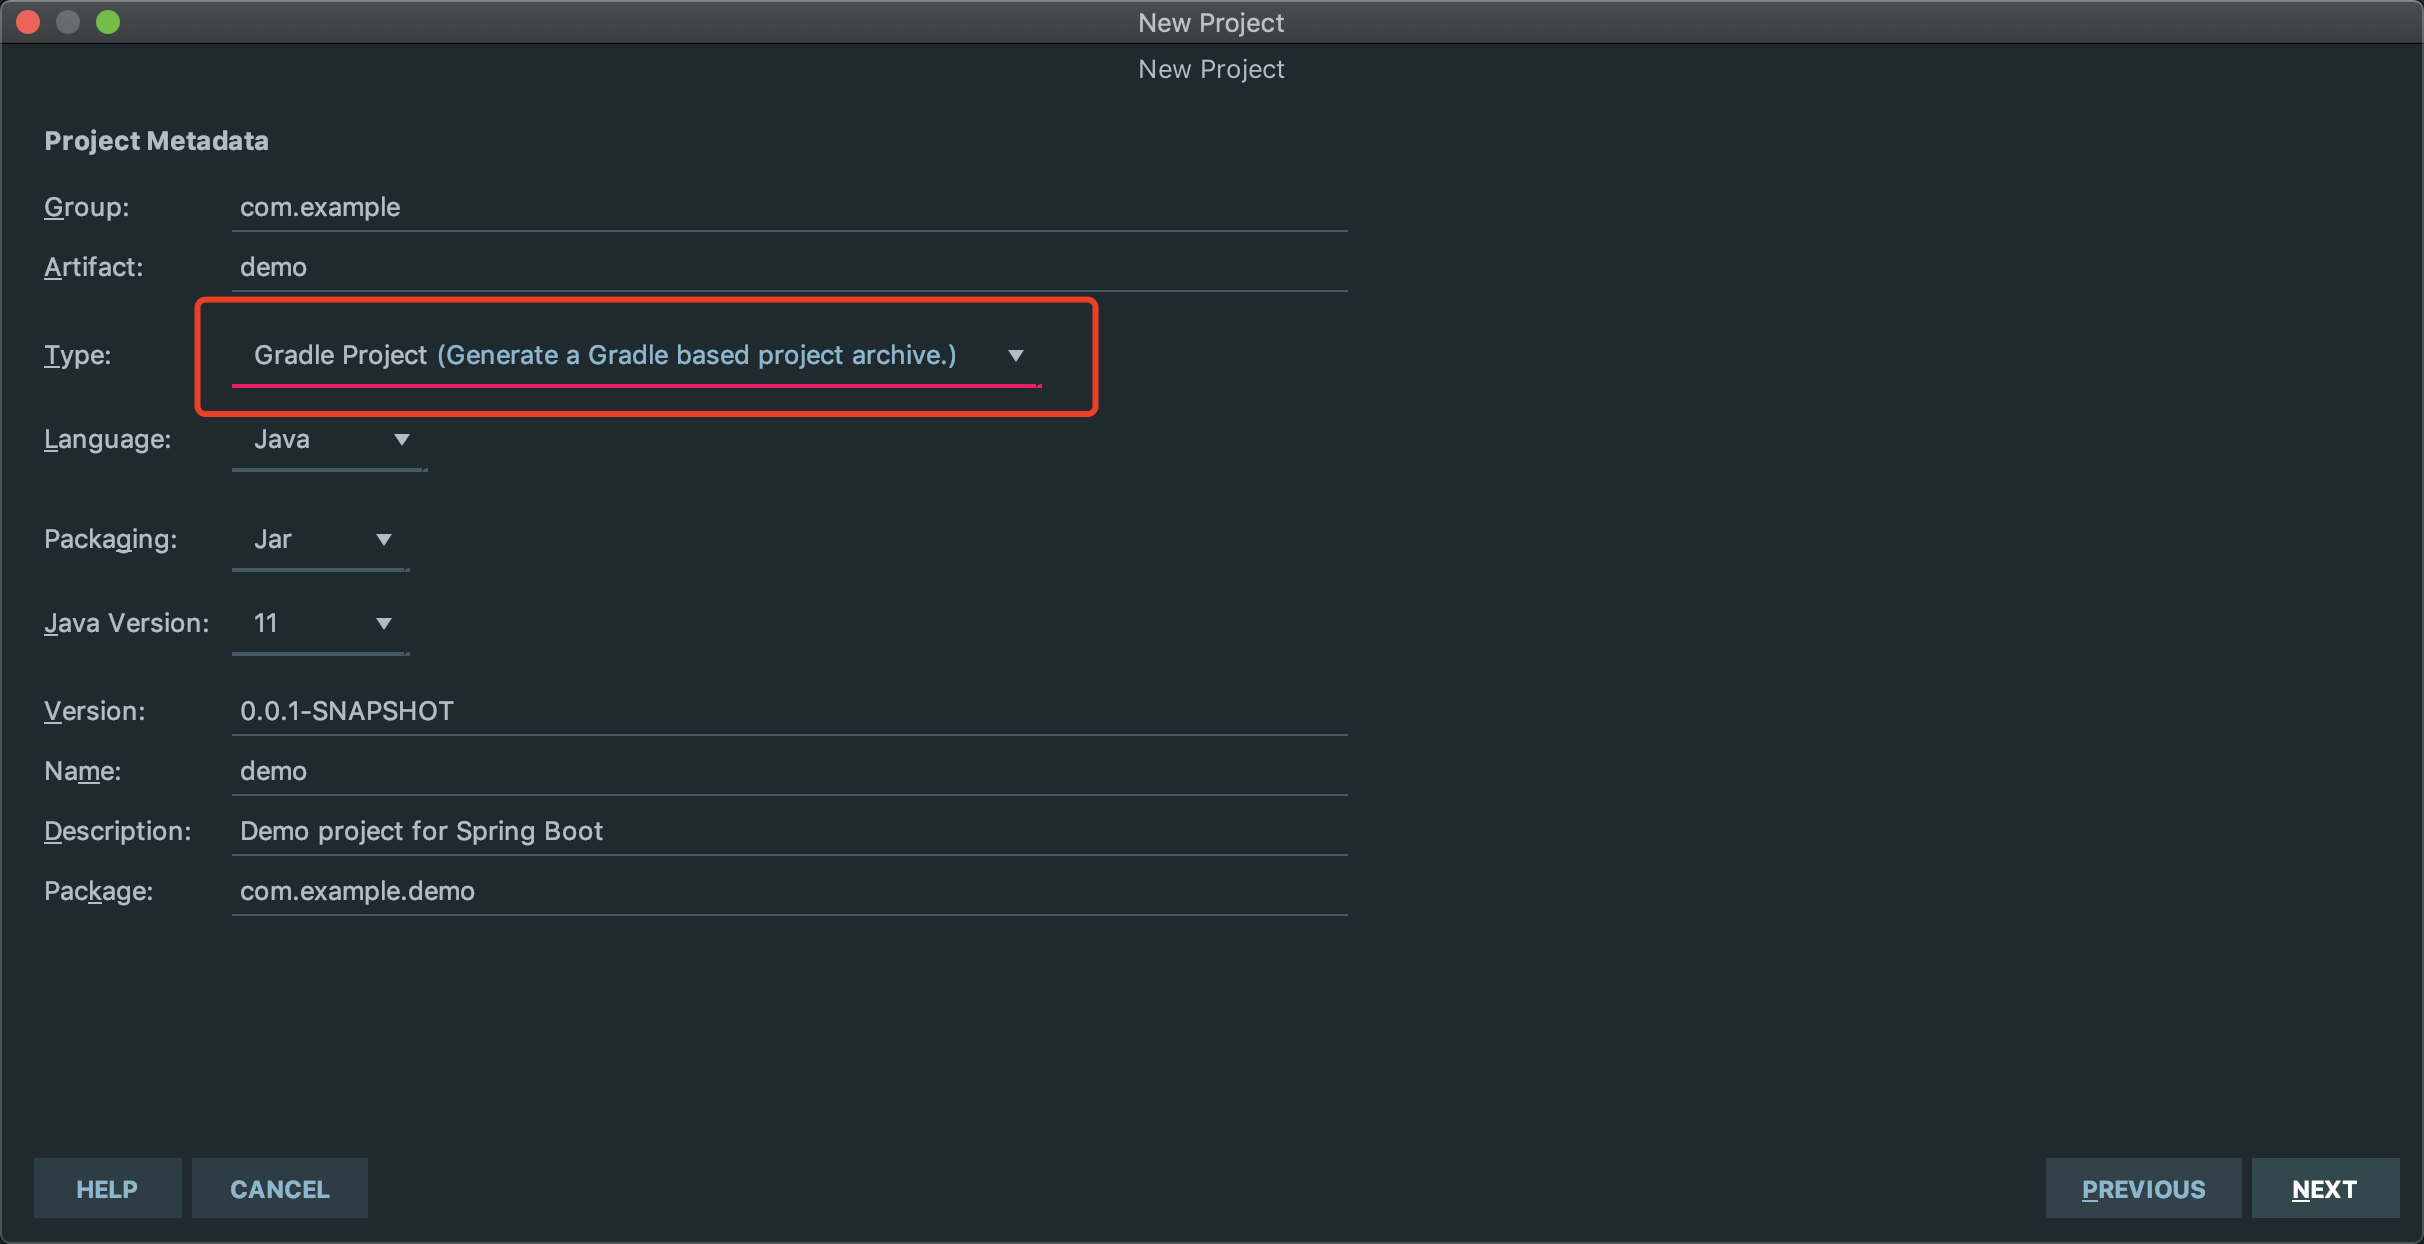 New Project
New Project
Project Metadata
Group: com.example
Artifact: demo
Type: Gradle Project (Generate a Gradle based project archive.)
Language: Java
Packaging: Jar
Java Version: 11
Version: 0.0.1-SNAPSHOT
Name: demo
Description: Demo project for Spring Boot
Package: com.example.demo
HELP CANCEL PREVIOUS NEXT